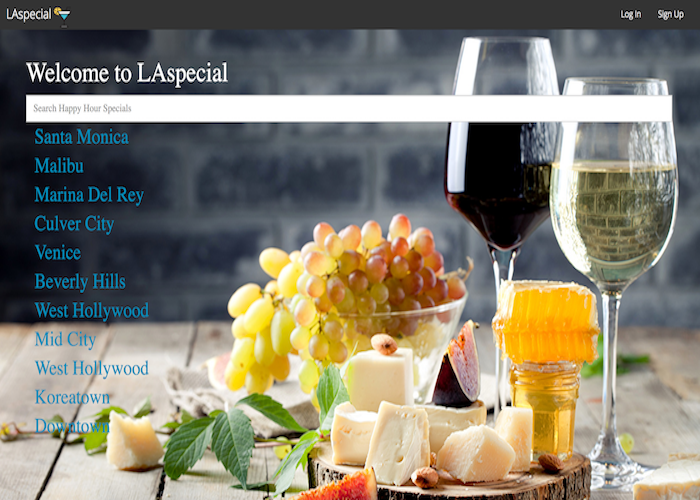 LAspecial
Log In Sign Up
Welcome to LAspecial
Search Happy Hour Specials
Santa Monica
Malibu
Marina Del Rey
Culver City
Venice
Beverly Hills
West Hollywood
Mid City
West Hollywood
Koreatown
Downtown